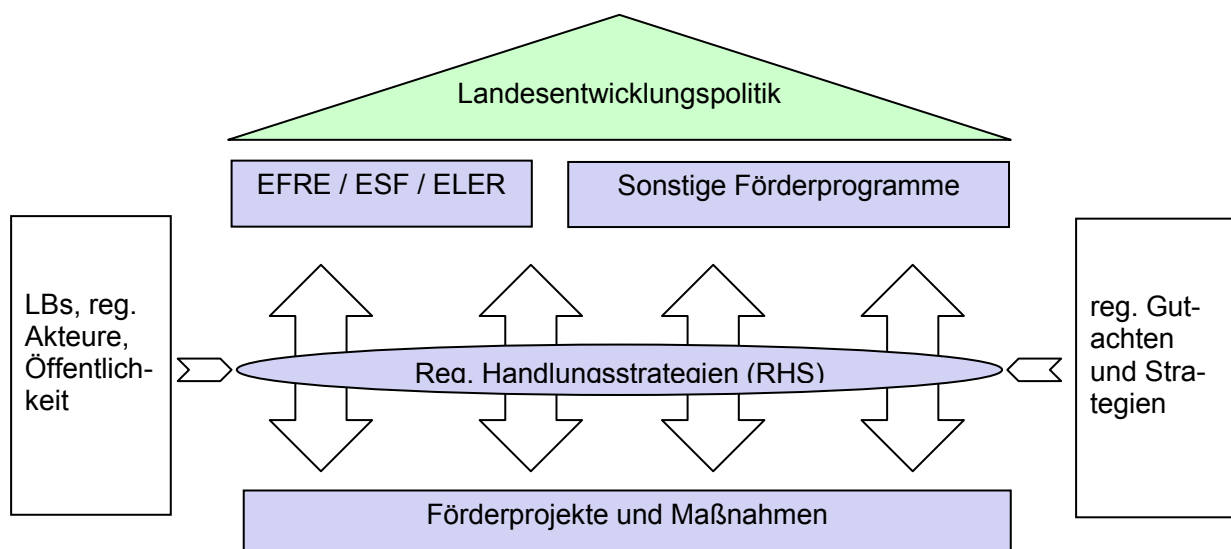 Landesentwicklungspolitik
EFRE / ESF / ELER
Sonstige Förderprogramme
LBs, reg.
Akteure,
Öffentlich-
keit
Reg. Handlungsstrategien (RHS)
reg. Gut-
achten
und Stra-
tegien
Förderprojekte und Maßnahmen